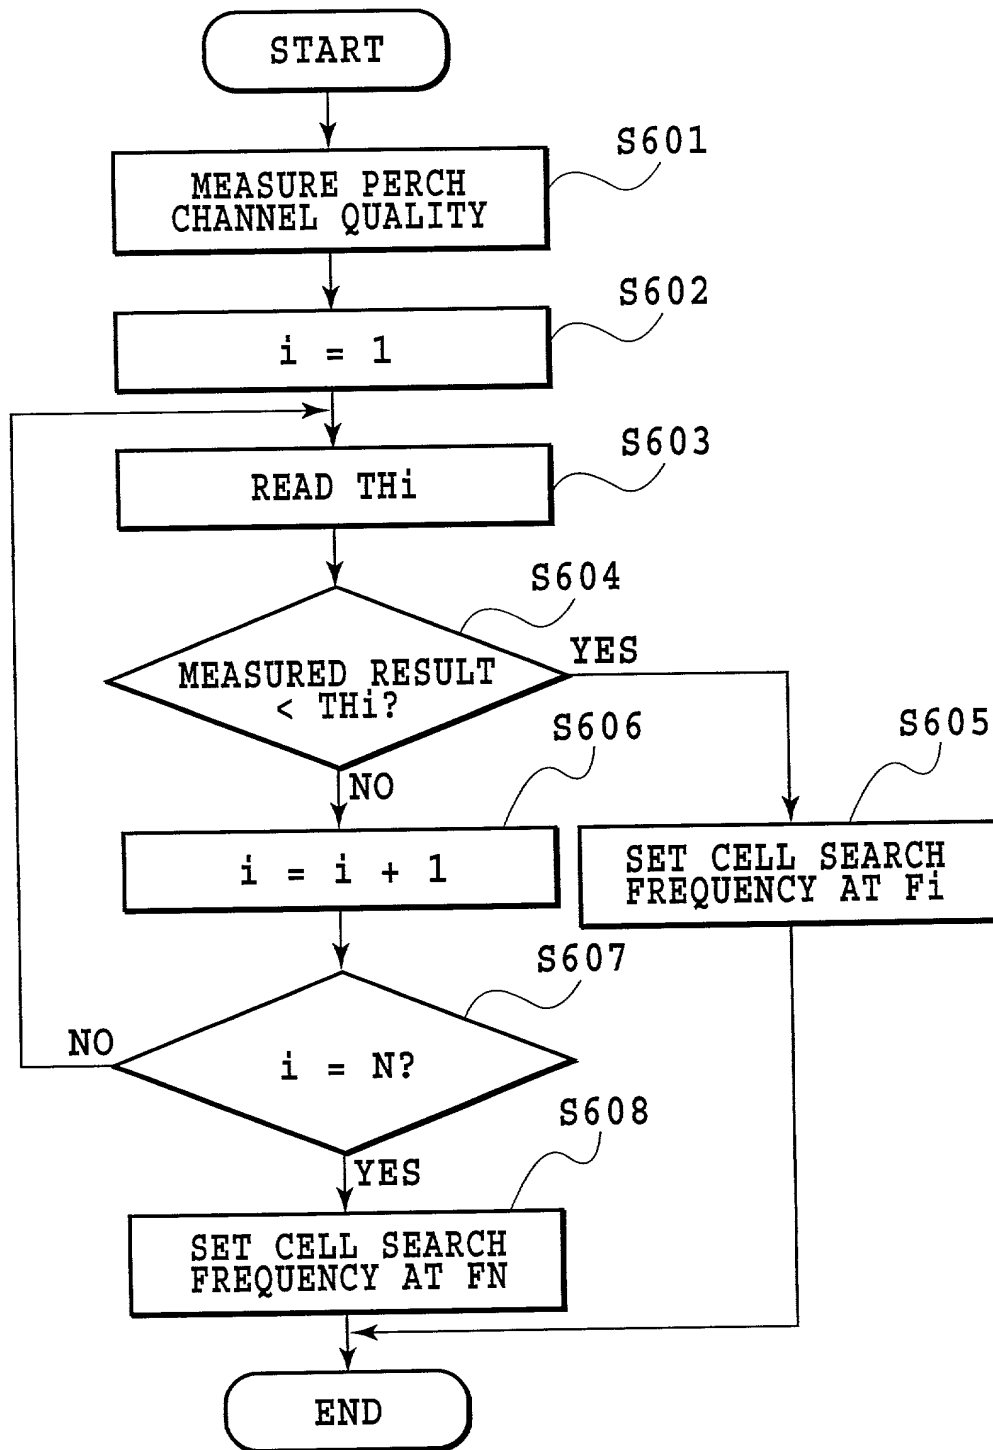 START
S601
MEASURE PERCH
CHANNEL QUALITY
S602
i = 1
S603
READ THi
S604
MEASURED RESULT
< THi?
YES
NO
S606
i = i + 1
S605
SET CELL SEARCH
FREQUENCY AT Fi
S607
i = N?
NO
YES
S608
SET CELL SEARCH
FREQUENCY AT FN
END